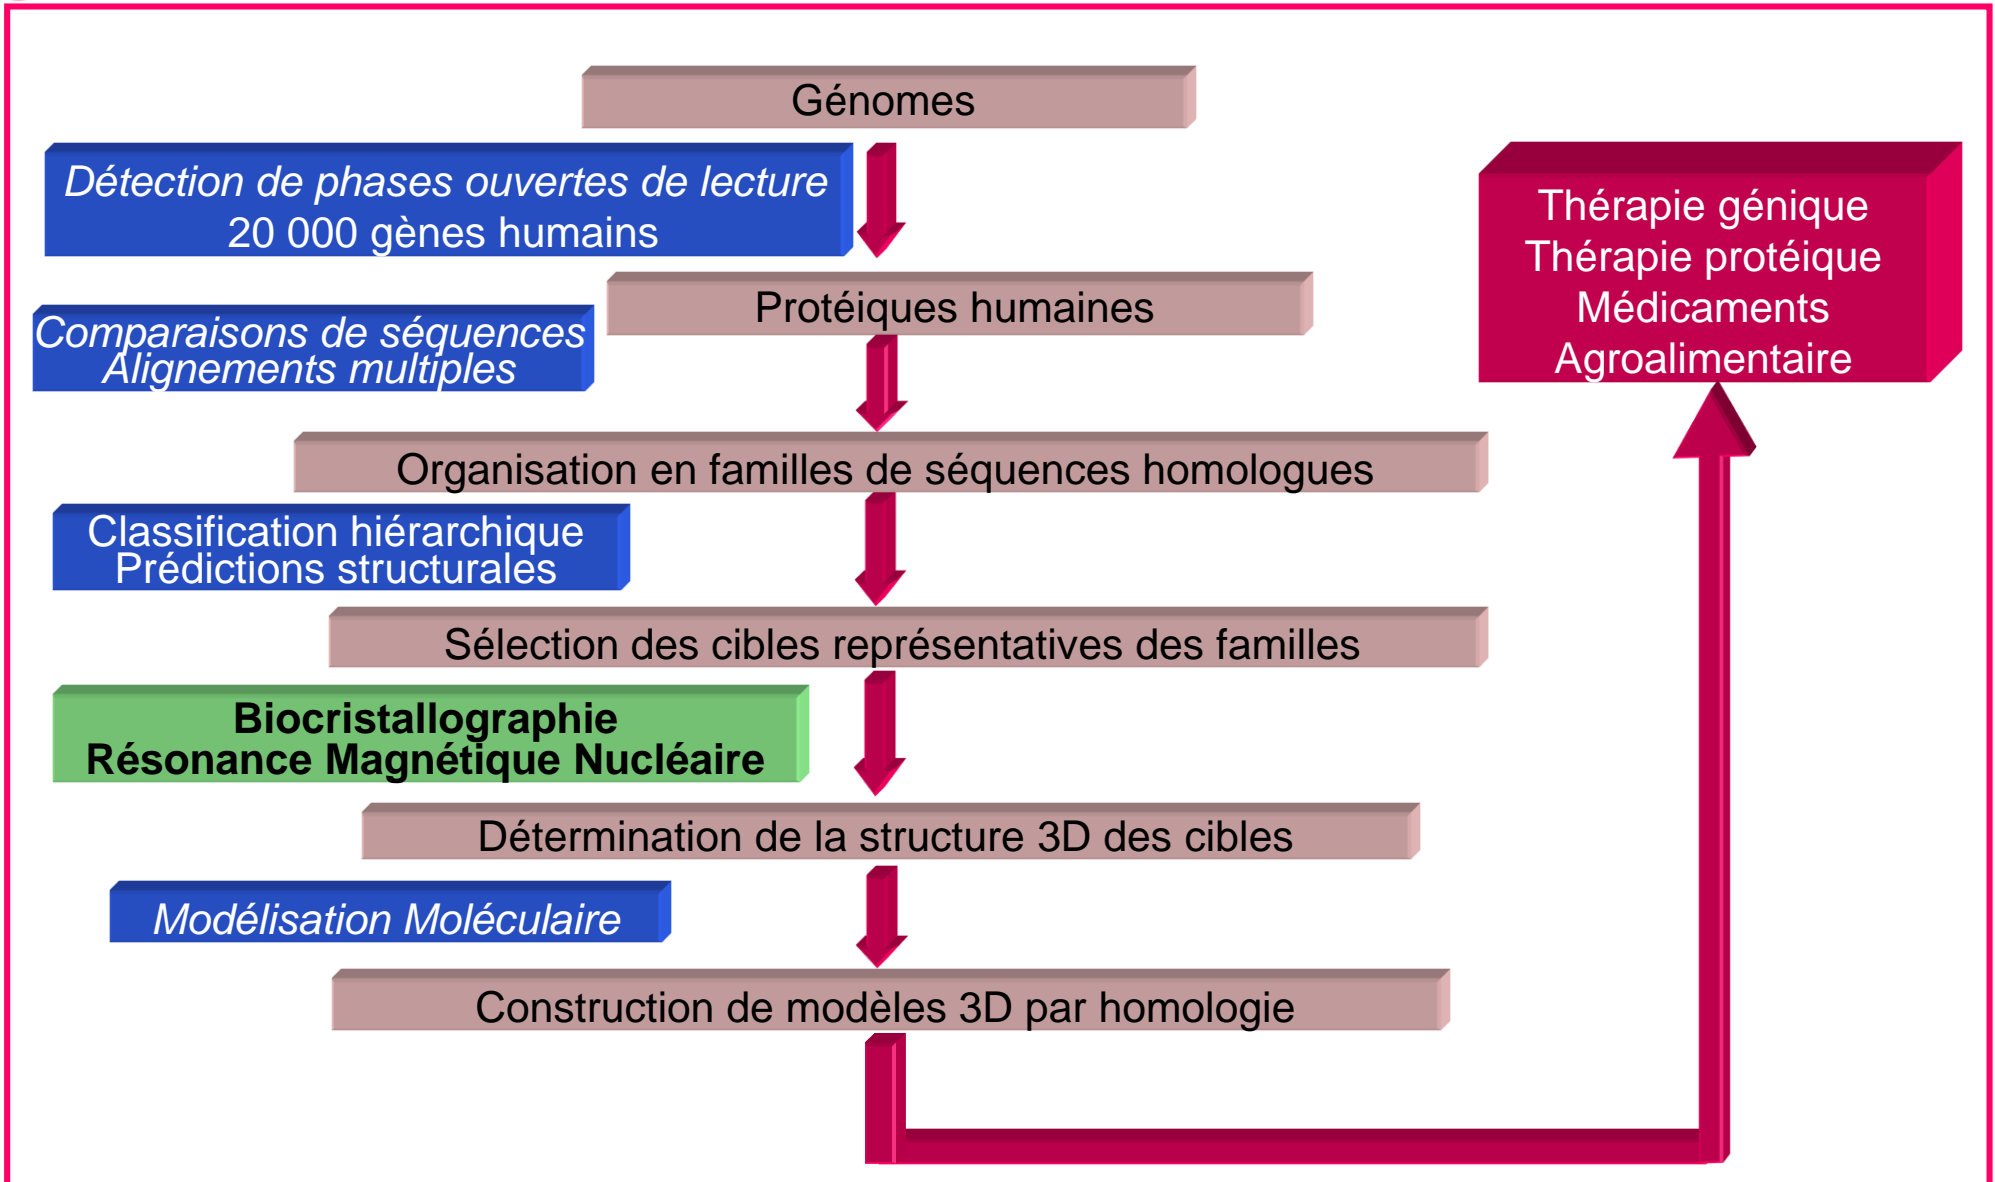 Génomes
Détection de phases ouvertes de lecture
20 000 gènes humains
Protéiques humaines
Comparaisons de séquences
Alignements multiples
Organisation en familles de séquences homologues
Classification hiérarchique
Prédictions structurales
Sélection des cibles représentatives des familles
Biocristallographie
Résonance Magnétique Nucléaire
Détermination de la structure 3D des cibles
Modélisation Moléculaire
Construction de modèles 3D par homologie
Thérapie génique
Thérapie protéique
Médicaments
Agroalimentaire